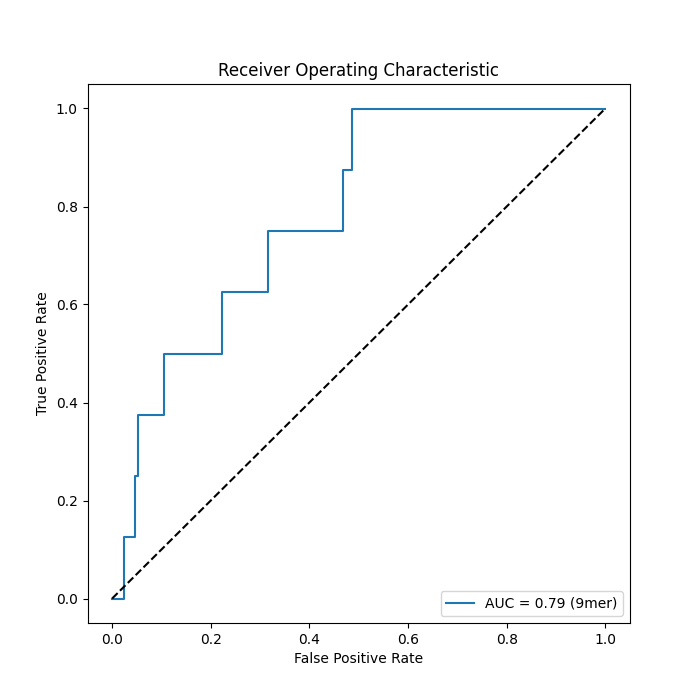 Receiver Operating Characteristic
1.0
0.8
0.6
0.4
0.2
0.0
True Positive Rate
AUC = 0.79 (9mer)
0.0 0.2 0.4 0.6 0.8 1.0
False Positive Rate